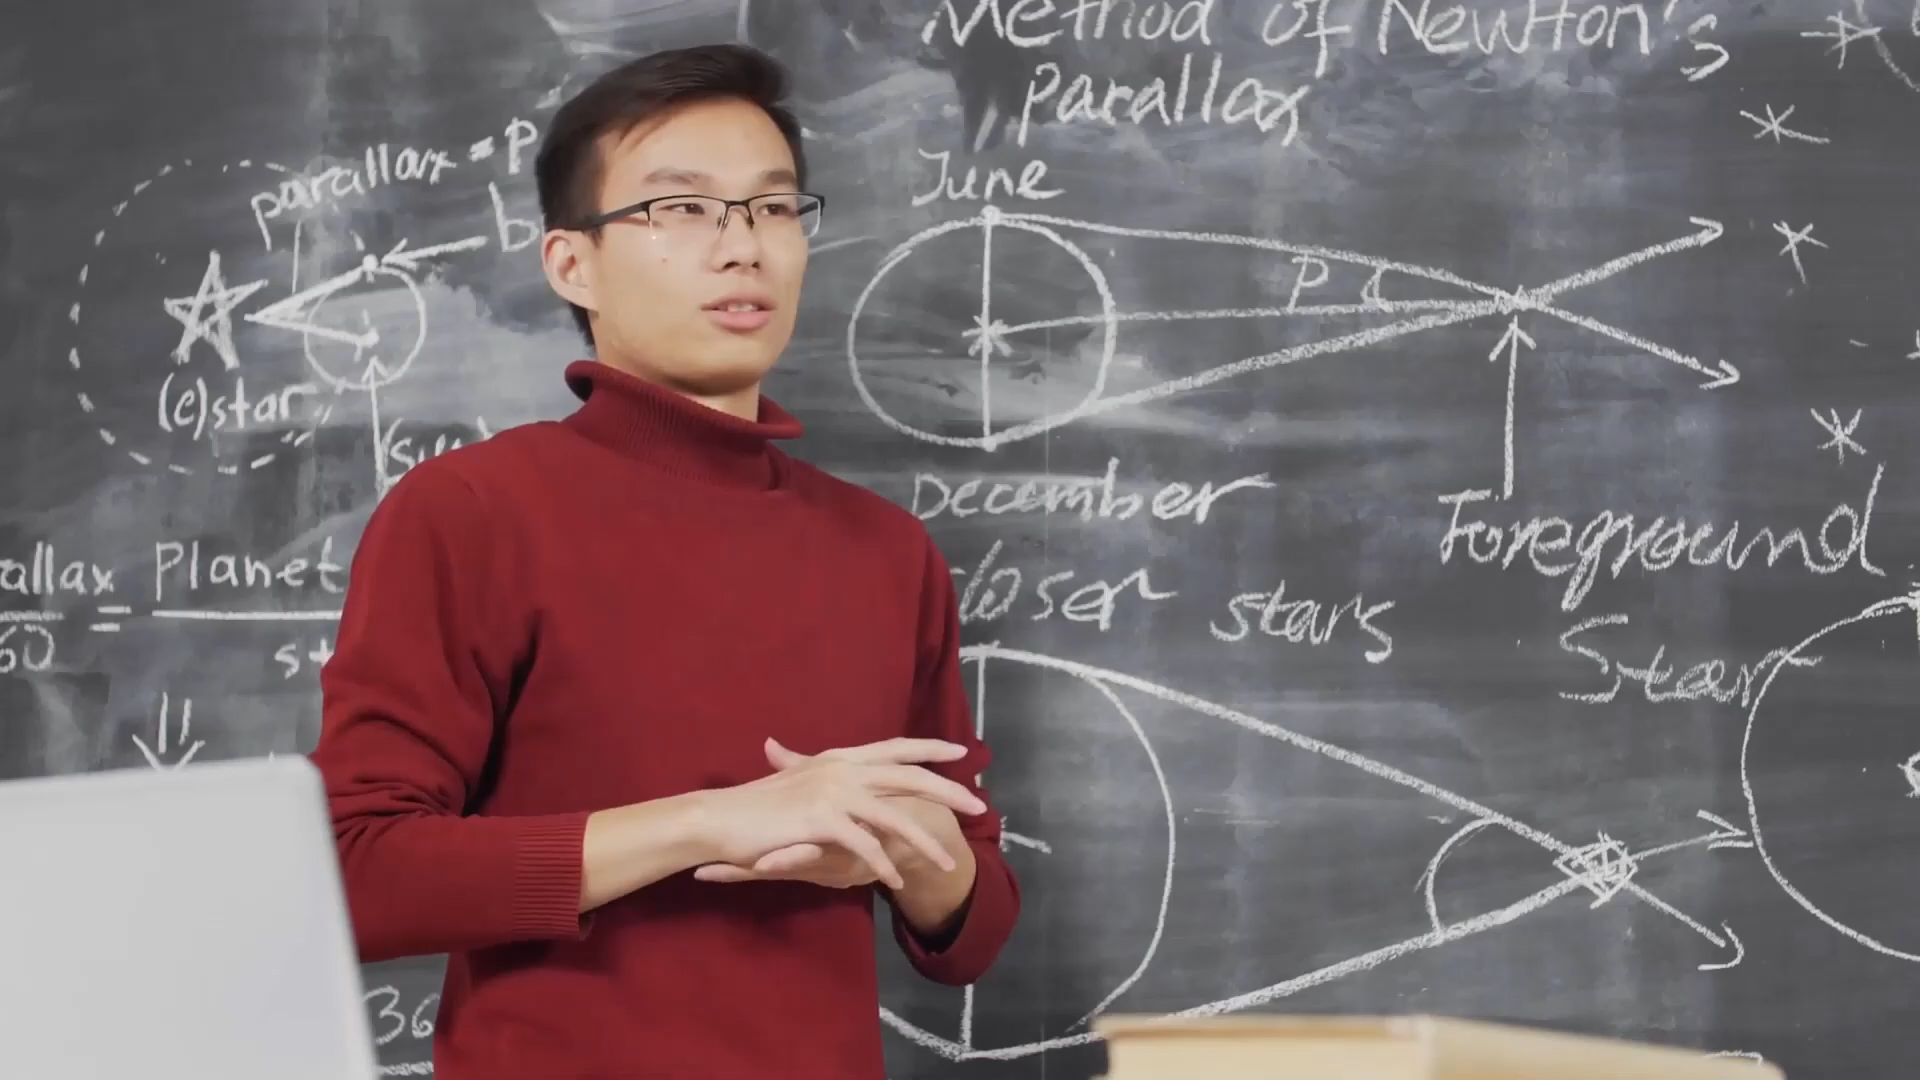 Method of Newton's
parallax
parallax = p
b
June
p
(e)star
December
Foreground
Star
closer stars
allax = Planet
60
36